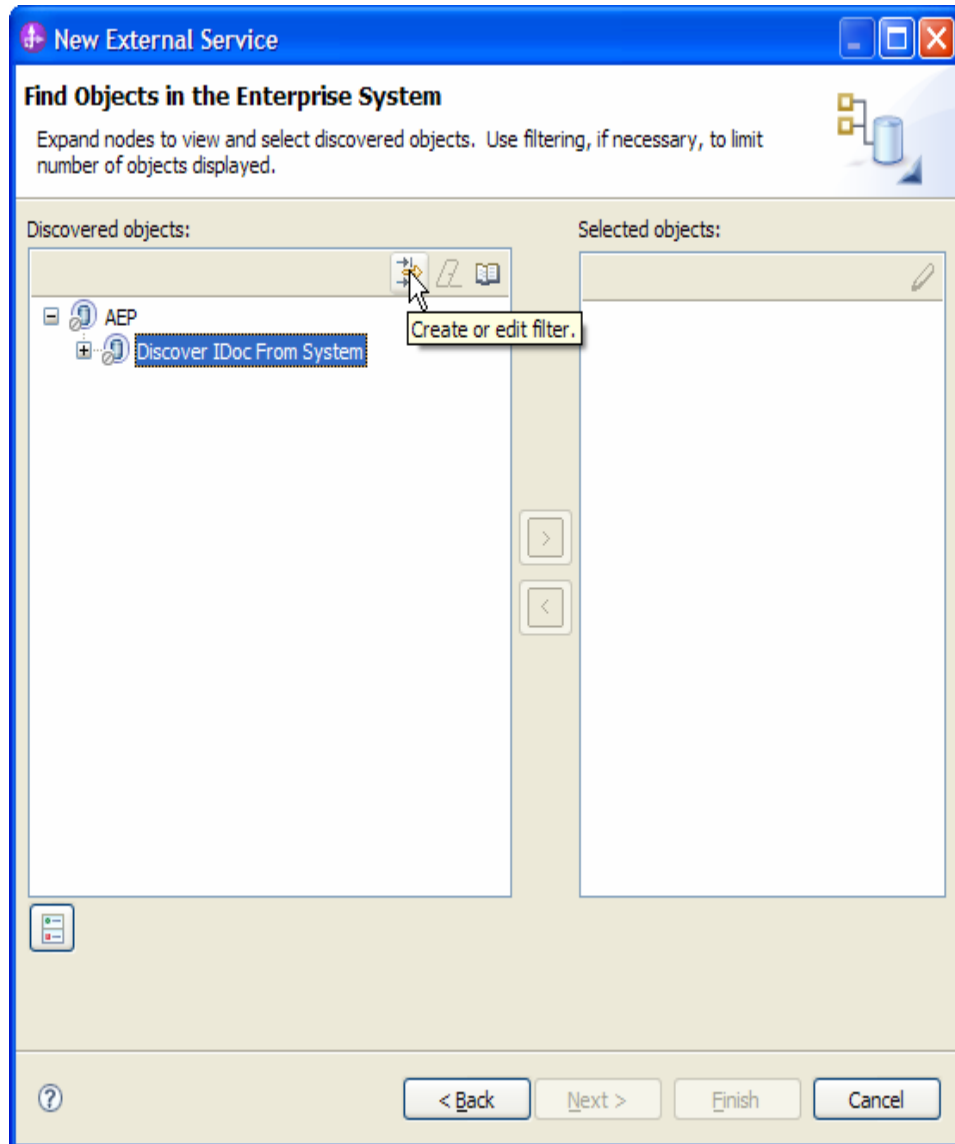 New External Service
Find Objects in the Enterprise System
Expand nodes to view and select discovered objects.  Use filtering, if necessary, to limit
number of objects displayed.
Discovered objects:
Selected objects:
AEP
Create or edit filter.
Discover IDoc From System
>
<
?
< Back
Next >
Finish
Cancel